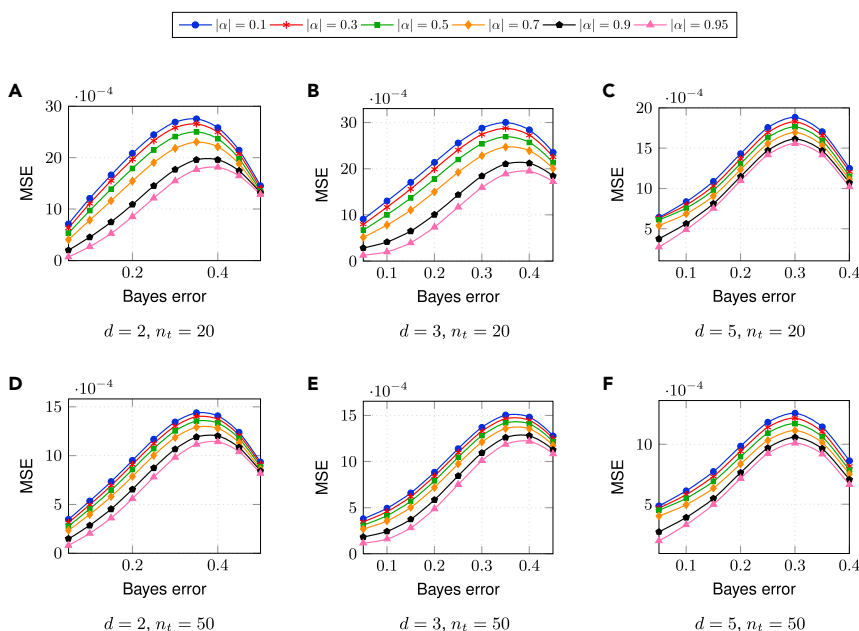 |α| = 0.1 |α| = 0.3 |α| = 0.5 |α| = 0.7 |α| = 0.9 |α| = 0.95
A B C
·10⁻⁴ ·10⁻⁴ ·10⁻⁴
30
20
10
0
MSE
0.2 0.4
Bayes error
d = 2, nₜ = 20
30
20
10
0
MSE
0.1 0.2 0.3 0.4
Bayes error
d = 3, nₜ = 20
20
15
10
5
MSE
0.1 0.2 0.3 0.4
Bayes error
d = 5, nₜ = 20
D E F
·10⁻⁴ ·10⁻⁴ ·10⁻⁴
15
10
5
0
MSE
0.2 0.4
Bayes error
d = 2, nₜ = 50
15
10
5
0
MSE
0.1 0.2 0.3 0.4
Bayes error
d = 3, nₜ = 50
10
5
MSE
0.1 0.2 0.3 0.4
Bayes error
d = 5, nₜ = 50